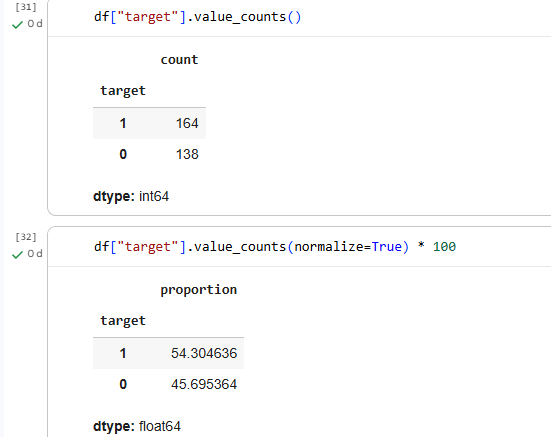 [31]
0 d
df["target"].value_counts()
count
target
1 164
0 138
dtype: int64
[32]
0 d
df["target"].value_counts(normalize=True) * 100
proportion
target
1 54.304636
0 45.695364
dtype: float64